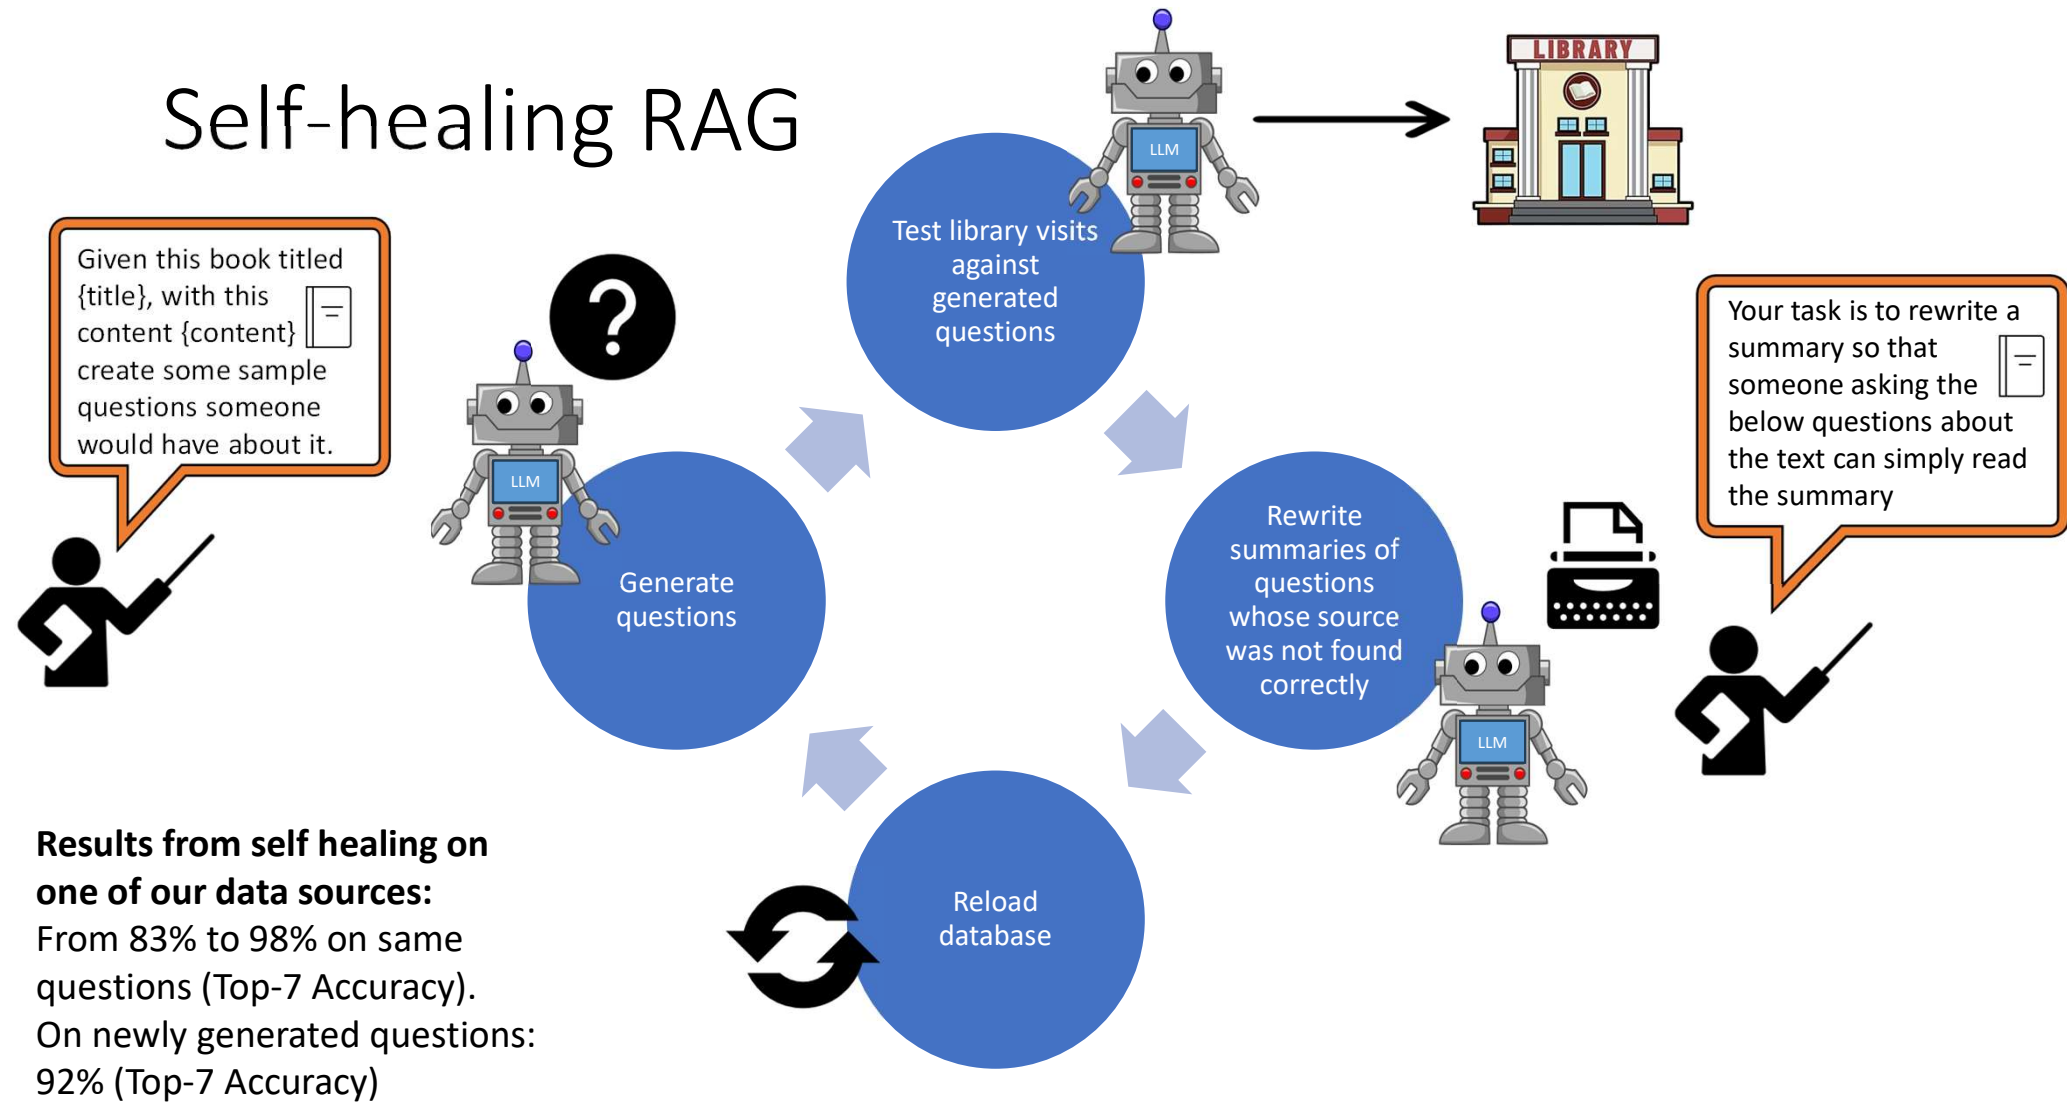 Self-healing RAG
LIBRARY
LLM
Test library visits
against
generated
questions
Given this book titled
{title}, with this
content {content}
create some sample
questions someone
would have about it.
LLM
Generate
questions
Your task is to rewrite a
summary so that
someone asking the
below questions about
the text can simply read
the summary
Rewrite
summaries of
questions
whose source
was not found
correctly
LLM
Reload
database
Results from self healing on
one of our data sources:
From 83% to 98% on same
questions (Top-7 Accuracy).
On newly generated questions:
92% (Top-7 Accuracy)